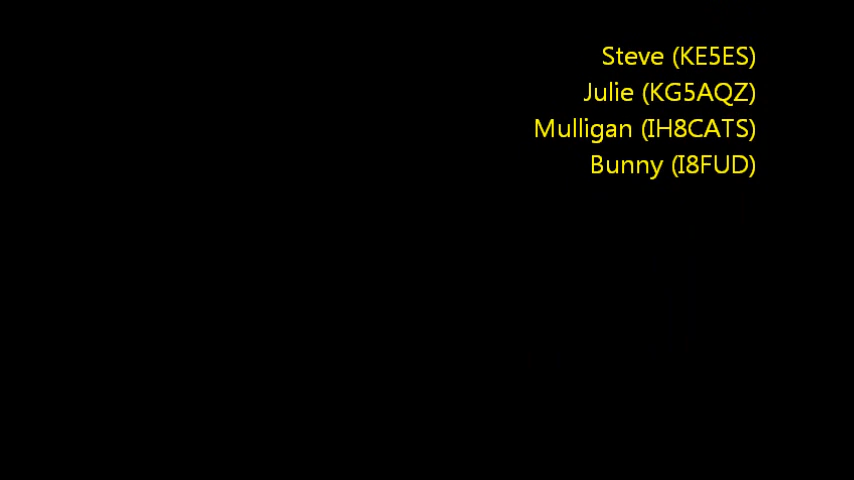 Steve (KE5ES)
Julie (KG5AQZ)
Mulligan (IH8CATS)
Bunny (I8FUD)